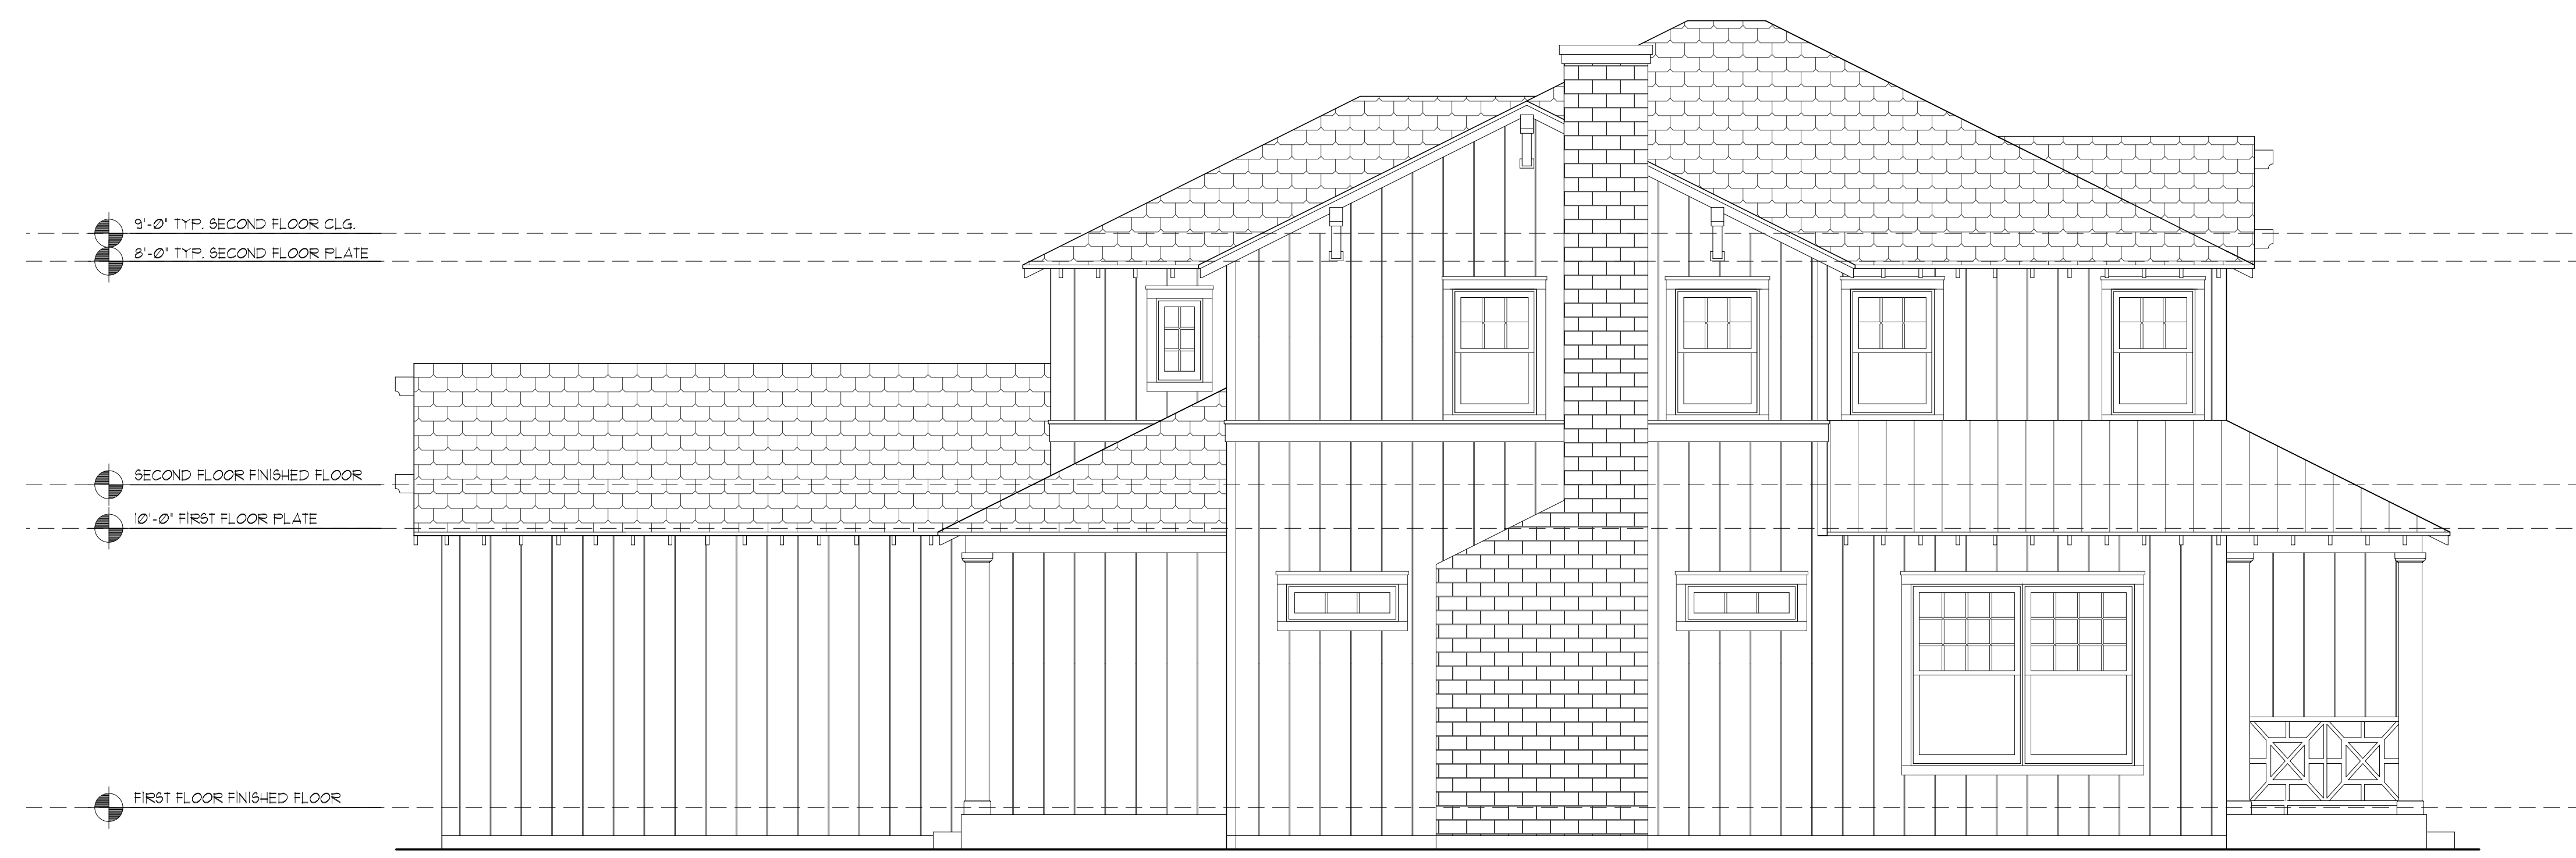 9'-0" TYP. SECOND FLOOR CLG.
8'-0" TYP. SECOND FLOOR PLATE
SECOND FLOOR FINISHED FLOOR
10'-0" FIRST FLOOR PLATE
FIRST FLOOR FINISHED FLOOR